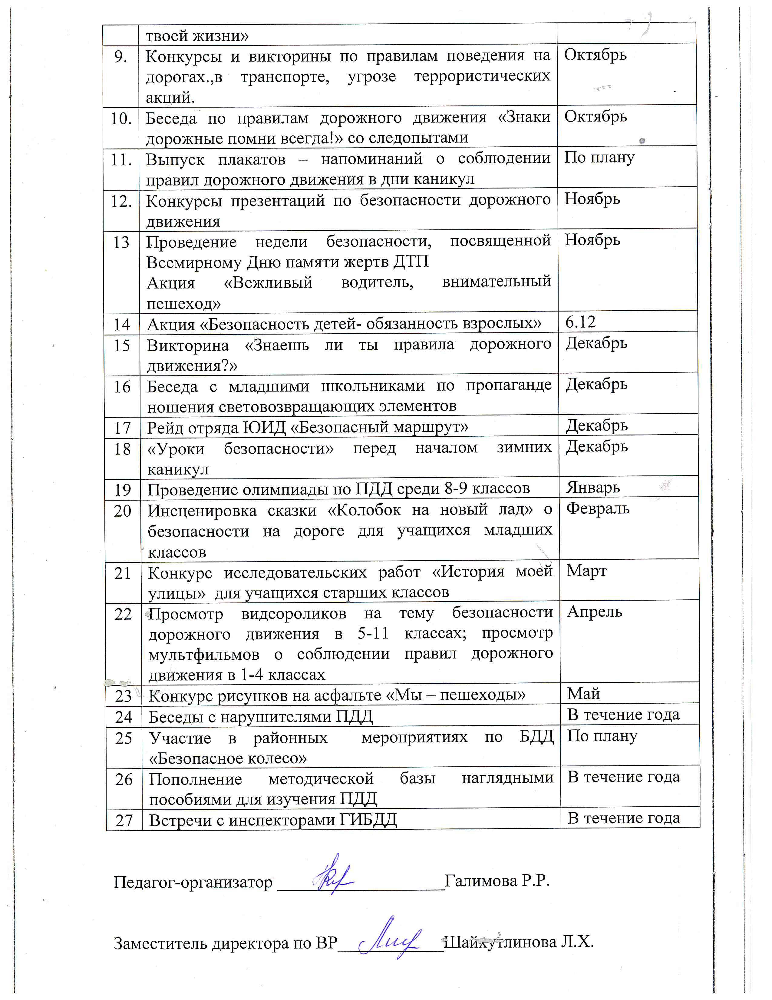 твоей жизни»
9. Конкурсы и викторины по правилам поведения на Октябрь
дорогах.,в транспорте, угрозе террористических
акций.
10. Беседа по правилам дорожного движения «Знаки Октябрь
дорожные помни всегда!» со следопытами
11. Выпуск плакатов – напоминаний о соблюдении По плану
правил дорожного движения в дни каникул
12. Конкурсы презентаций по безопасности дорожного Ноябрь
движения
13 Проведение недели безопасности, посвященной Ноябрь
Всемирному Дню памяти жертв ДТП
Акция «Вежливый водитель, внимательный
пешеход»
14 Акция «Безопасность детей- обязанность взрослых» 6.12
15 Викторина «Знаешь ли ты правила дорожного Декабрь
движения?»
16 Беседа с младшими школьниками по пропаганде Декабрь
ношения световозвращающих элементов
17 Рейд отряда ЮИД «Безопасный маршрут» Декабрь
18 «Уроки безопасности» перед началом зимних Декабрь
каникул
19 Проведение олимпиады по ПДД среди 8-9 классов Январь
20 Инсценировка сказки «Колобок на новый лад» о Февраль
безопасности на дороге для учащихся младших
классов
21 Конкурс исследовательских работ «История моей Март
улицы» для учащихся старших классов
22 Просмотр видеороликов на тему безопасности Апрель
дорожного движения в 5-11 классах; просмотр
мультфильмов о соблюдении правил дорожного
движения в 1-4 классах
23 Конкурс рисунков на асфальте «Мы – пешеходы» Май
24 Беседы с нарушителями ПДД В течение года
25 Участие в районных мероприятиях по БДД По плану
«Безопасное колесо»
26 Пополнение методической базы наглядными В течение года
пособиями для изучения ПДД
27 Встречи с инспекторами ГИБДД В течение года
Педагог-организатор Галимова Р.Р.
Заместитель директора по ВР Шайхутлинова Л.Х.